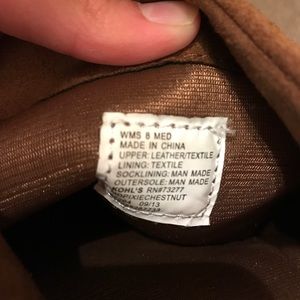 WMS 8 MED
MADE IN CHINA
UPPER: LEATHER/TEXTILE
LINING: TEXTILE
SOCKLINING: MAN MADE
OUTERSOLE: MAN MADE
KOHL'S RN#73277
PIXIECHESTNUT
09/13